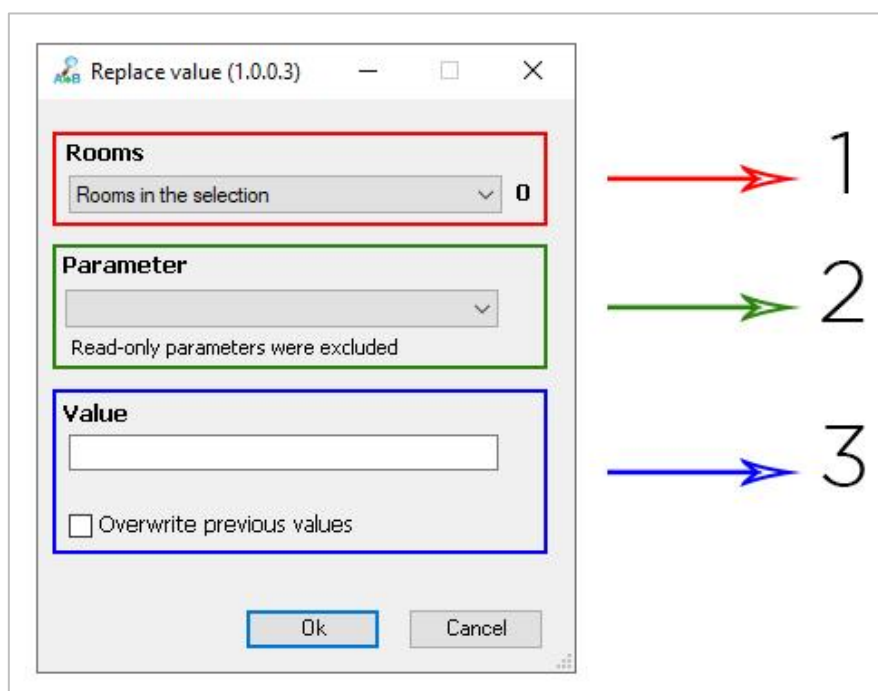 Replace value (1.0.0.3)
Rooms
Rooms in the selection 0
1
Parameter
2
Read-only parameters were excluded
Value
3
Overwrite previous values
Ok Cancel